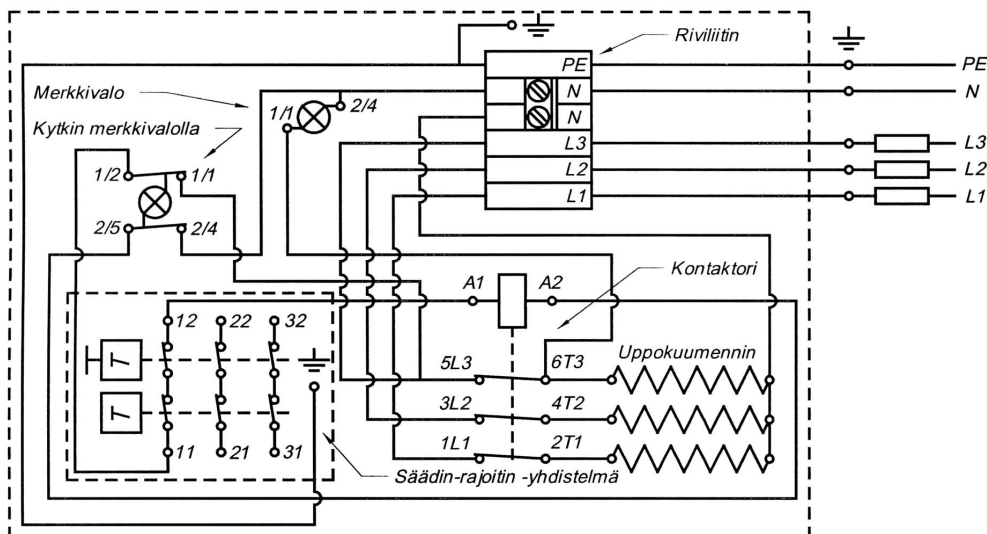 Riviliitin
PE
PE
Merkkivalo
1/1
2/4
N
N
Kytkin merkkivalolla
N
L3
L3
1/2
1/1
L2
L2
L1
L1
2/5
2/4
A1
A2
Kontaktori
12
22
32
5L3
6T3
Uppokuumennin
T
3L2
4T2
T
1L1
2T1
11
21
31
Säädin-rajoitin -yhdistelmä